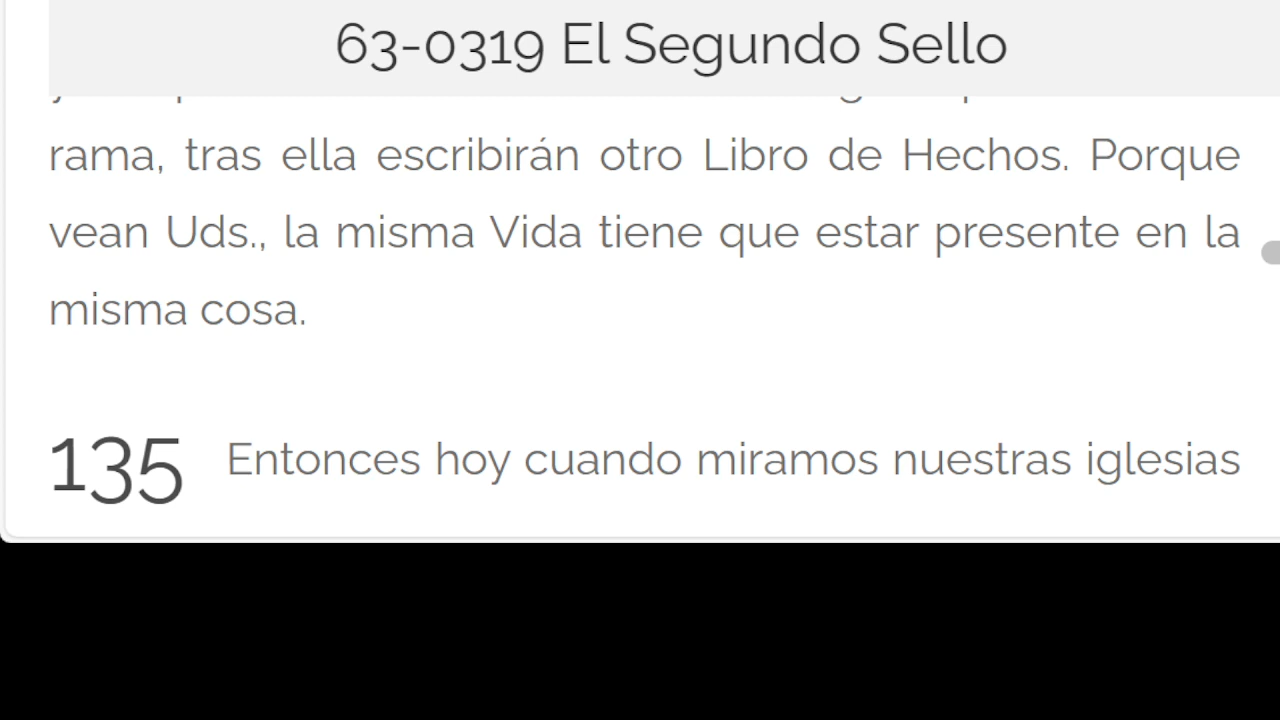 63-0319 El Segundo Sello
rama, tras ella escribirán otro Libro de Hechos. Porque
vean Uds., la misma Vida tiene que estar presente en la
misma cosa.
135 Entonces hoy cuando miramos nuestras iglesias